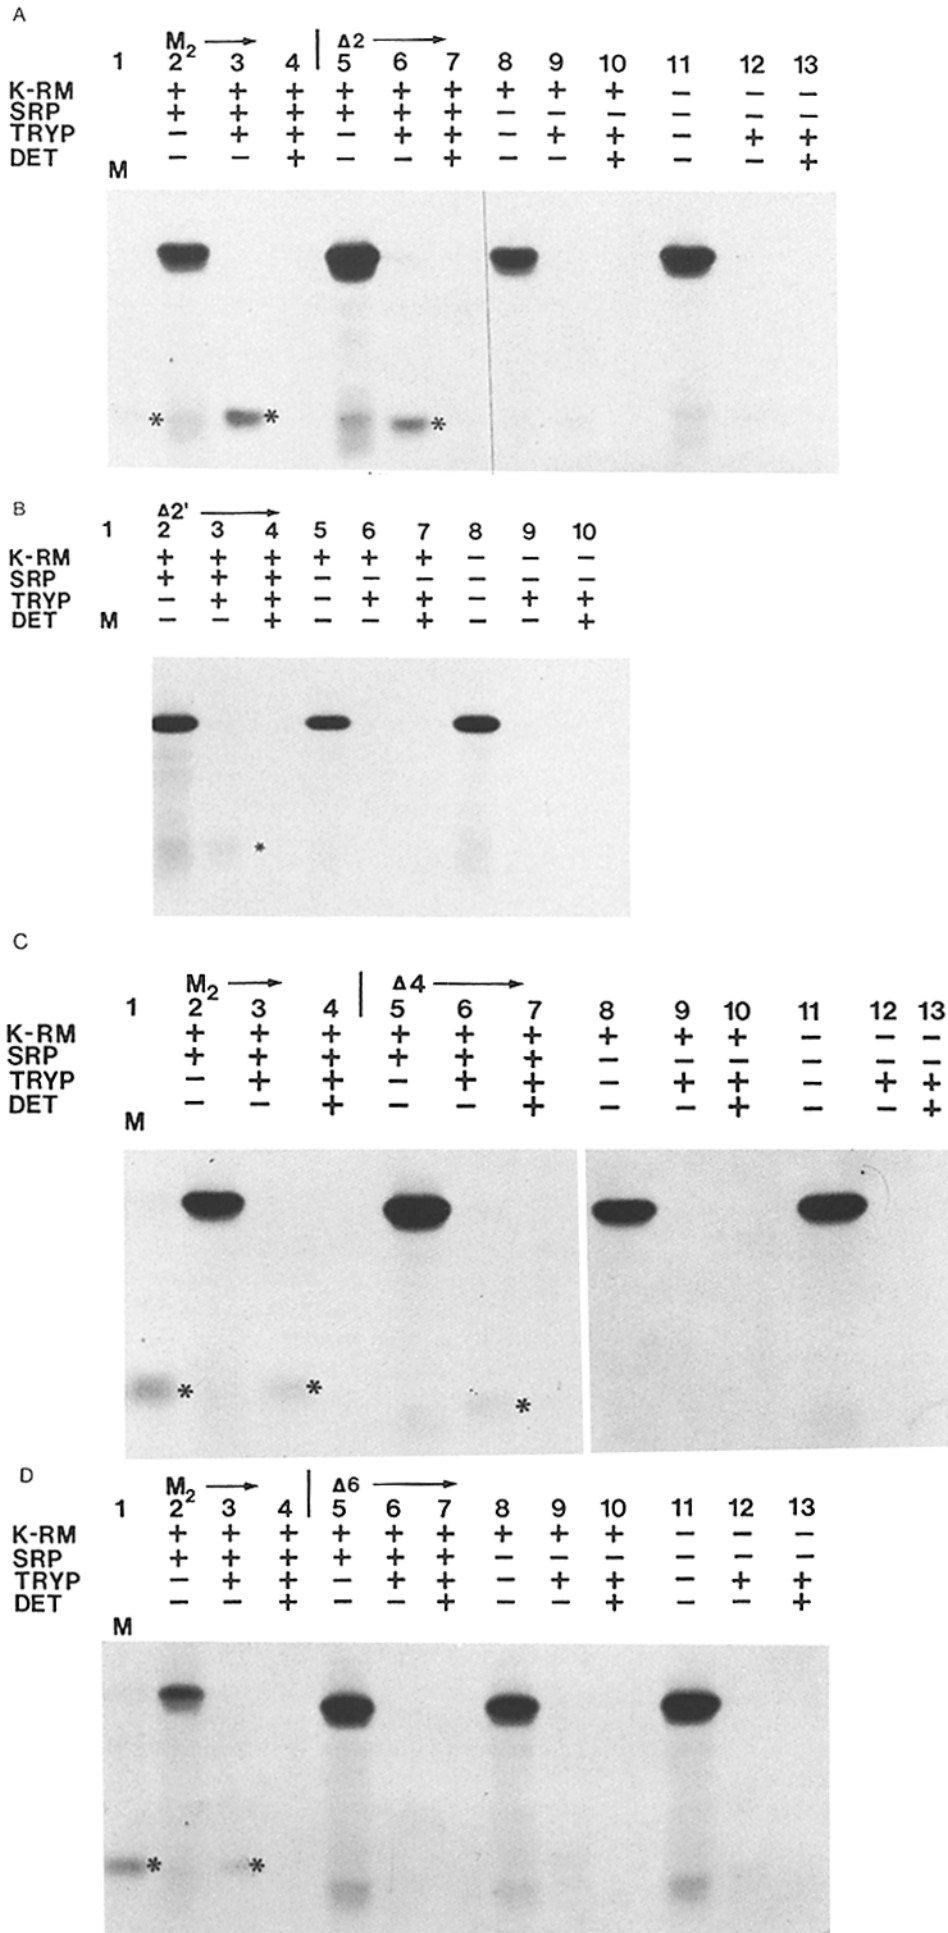 A
M2 → | Δ2 →
1 2 3 4 5 6 7 8 9 10 11 12 13
K-RM + + + + + + + + + − − −
SRP + + + + + + − − − − − −
TRYP − + + − + + − + + − + +
DET − − + − − + − − + − − +
M
* * *
B
Δ2' →
1 2 3 4 5 6 7 8 9 10
K-RM + + + + + + − − −
SRP + + + − − − − − −
TRYP − + + − + + − + +
DET M − − + − − + − − +
*
C
M2 → | Δ4 →
1 2 3 4 5 6 7 8 9 10 11 12 13
K-RM + + + + + + + + + − − −
SRP + + + + + + − − − − − −
TRYP − + + − + + − + + − + +
DET − − + − − + − − + − − +
M
* * *
D
M2 → | Δ6 →
1 2 3 4 5 6 7 8 9 10 11 12 13
K-RM + + + + + + + + + − − −
SRP + + + + + + − − − − − −
TRYP − + + − + + − + + − + +
DET − − + − − + − − + − − +
M
* *